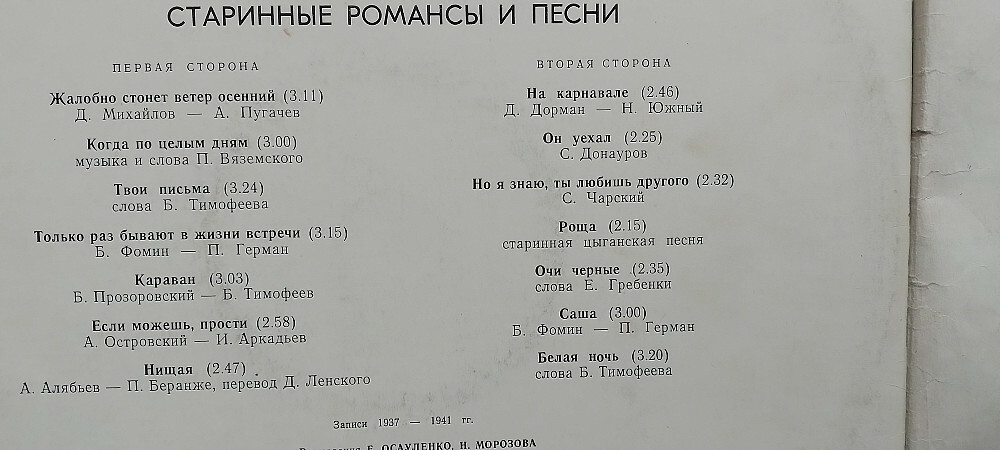 СТАРИННЫЕ РОМАНСЫ И ПЕСНИ
ПЕРВАЯ СТОРОНА
Жалобно стонет ветер осенний (3.11)
Д. Михайлов — А. Пугачев
Когда по целым дням (3.00)
музыка и слова П. Вяземского
Твои письма (3.24)
слова Б. Тимофеева
Только раз бывают в жизни встречи (3.15)
Б. Фомин — П. Герман
Караван (3.03)
Б. Прозоровский — Б. Тимофеев
Если можешь, прости (2.58)
А. Островский — И. Аркадьев
Нищая (2.47)
А. Алябьев — П. Беранже, перевод Д. Ленского
ВТОРАЯ СТОРОНА
На карнавале (2.46)
Д. Дорман — Н. Южный
Он уехал (2.25)
С. Донауров
Но я знаю, ты любишь другого (2.32)
С. Чарский
Роща (2.15)
старинная цыганская песня
Очи черные (2.35)
слова Е. Гребенки
Саша (3.00)
Б. Фомин — П. Герман
Белая ночь (3.20)
слова Б. Тимофеева
Записи 1937 — 1941 гг.
ОСАУЛЕНКО, Н. МОРОЗОВА